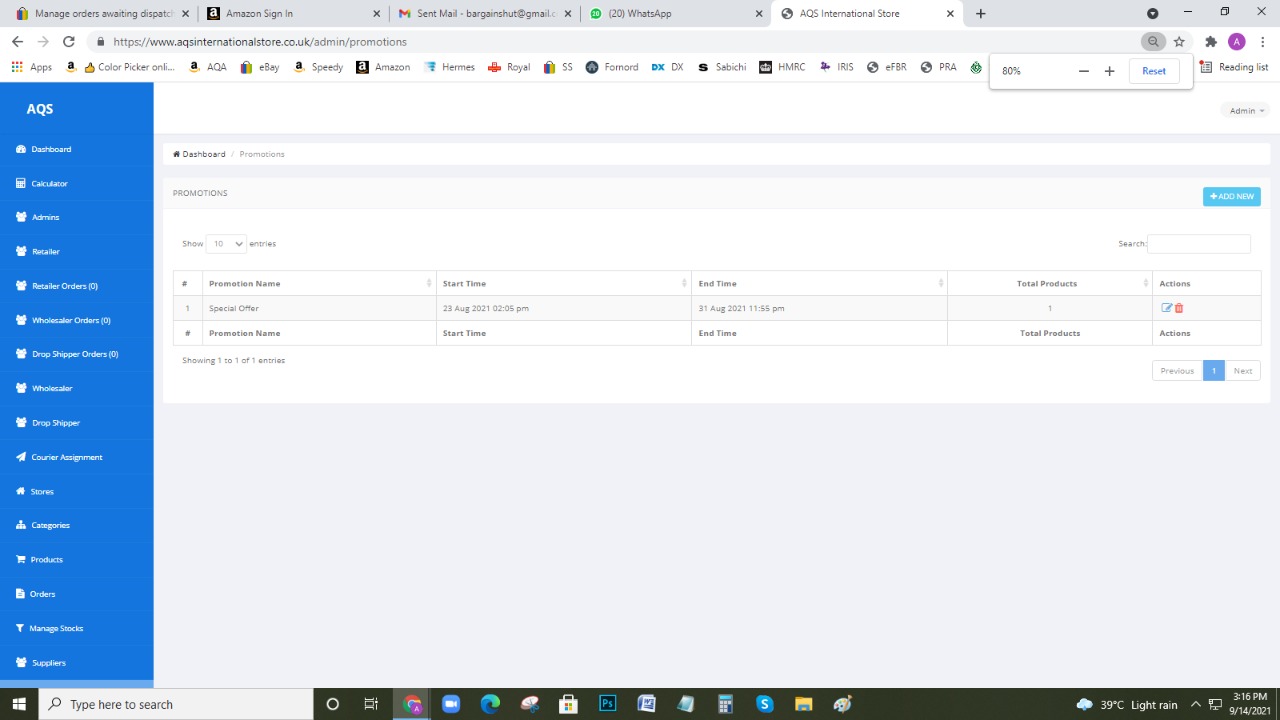 Manage orders awaiting dispatch
Amazon Sign In
Sent Mail - bargainshut@gmail.c
(20) WhatsApp
AQS International Store
https://www.aqsinternationalstore.co.uk/admin/promotions
Apps
Color Picker onli...
AQA
eBay
Speedy
Amazon
Hermes
Royal
SS
Fornord
DX DX
Sabichi
HMRC
IRIS
eFBR
PRA
Reading list
80%
Reset
AQS
Admin
Dashboard
Calculator
Admins
Retailer
Retailer Orders (0)
Wholesaler Orders (0)
Drop Shipper Orders (0)
Wholesaler
Drop Shipper
Courier Assignment
Stores
Categories
Products
Orders
Manage Stocks
Suppliers
Dashboard / Promotions
PROMOTIONS
+ ADD NEW
Show 10 entries
Search:
# Promotion Name Start Time End Time Total Products Actions
1 Special Offer 23 Aug 2021 02:05 pm 31 Aug 2021 11:55 pm 1
# Promotion Name Start Time End Time Total Products Actions
Showing 1 to 1 of 1 entries
Previous 1 Next
Type here to search
39°C Light rain
3:16 PM
9/14/2021